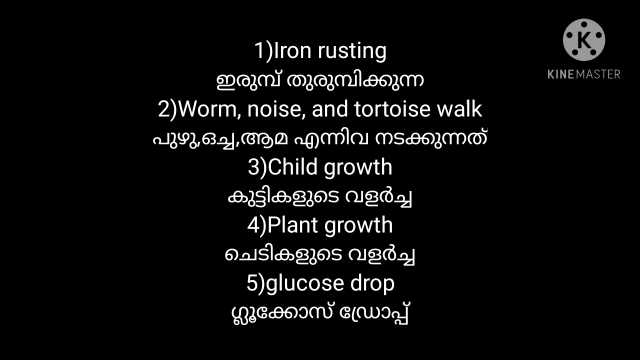 1)Iron rusting
ഇരുമ്പ് തുരുമ്പിക്കുന്ന
2)Worm, noise, and tortoise walk
പുഴു,ഒച്ച,ആമ എന്നിവ നടക്കുന്നത്
3)Child growth
കുട്ടികളുടെ വളർച്ച
4)Plant growth
ചെടികളുടെ വളർച്ച
5)glucose drop
ഗ്ലൂക്കോസ് ഡ്രോപ്പ്
K
KINEMASTER